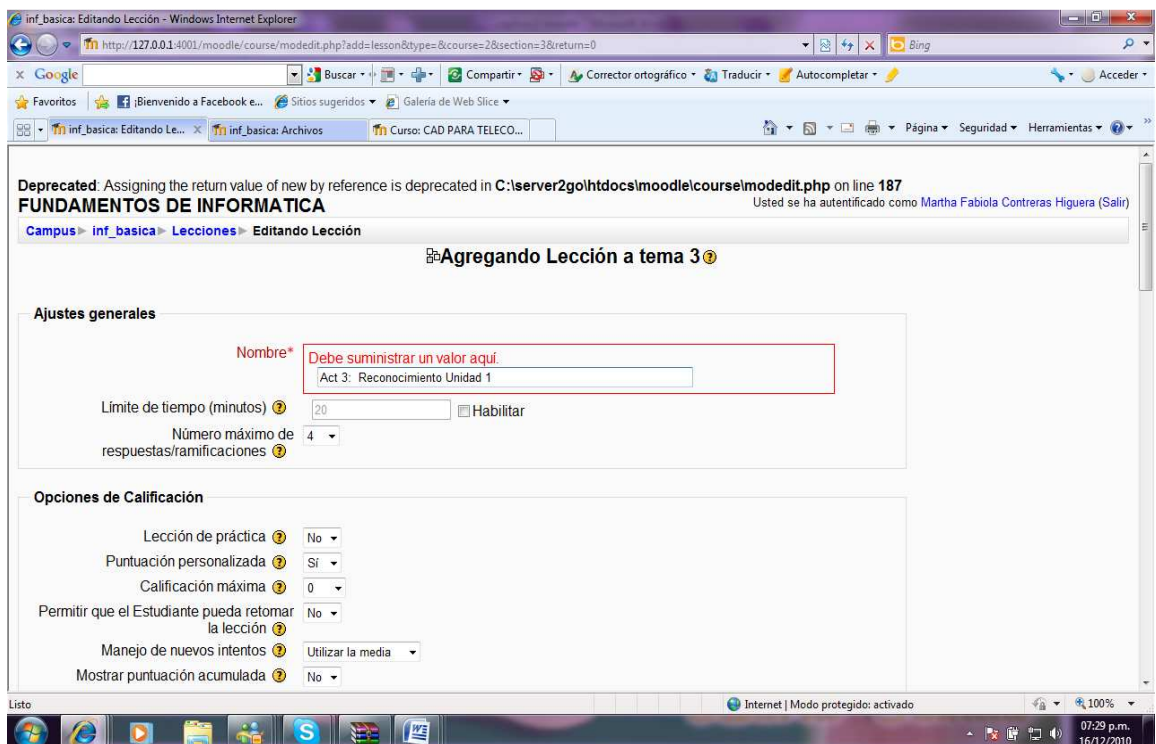 inf_basica: Editando Lección - Windows Internet Explorer
http://127.0.0.1:4001/moodle/course/modedit.php?add=lesson&type=&course=2&section=3&return=0
Bing
x Google Buscar Compartir Corrector ortográfico Traducir Autocompletar Acceder
Favoritos ¡Bienvenido a Facebook e... Sitios sugeridos Galería de Web Slice
inf_basica: Editando Le... X inf_basica: Archivos Curso: CAD PARA TELECO... Página Seguridad Herramientas
Deprecated: Assigning the return value of new by reference is deprecated in C:\server2go\htdocs\moodle\course\modedit.php on line 187
FUNDAMENTOS DE INFORMATICA Usted se ha autentificado como Martha Fabiola Contreras Higuera (Salir)
Campus inf_basica Lecciones Editando Lección
Agregando Lección a tema 3
Ajustes generales
Nombre* Debe suministrar un valor aquí.
Act 3: Reconocimiento Unidad 1
Límite de tiempo (minutos) 20 Habilitar
Número máximo de 4
respuestas/ramificaciones
Opciones de Calificación
Lección de práctica No
Puntuación personalizada Sí
Calificación máxima 0
Permitir que el Estudiante pueda retomar No
la lección
Manejo de nuevos intentos Utilizar la media
Mostrar puntuación acumulada No
Listo Internet | Modo protegido: activado 100%
07:29 p.m.
16/12/2010